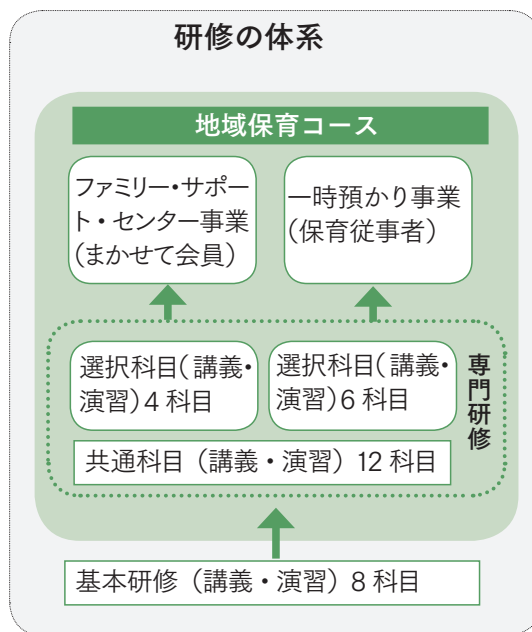 研修の体系
地域保育コース
ファミリー・サポー
ト・センター事業
(まかせて会員)
一時預かり事業
(保育従事者)
選択科目(講義・
演習)4科目
選択科目(講義・
演習)6科目
専門研修
共通科目(講義・演習)12科目
基本研修(講義・演習)8科目